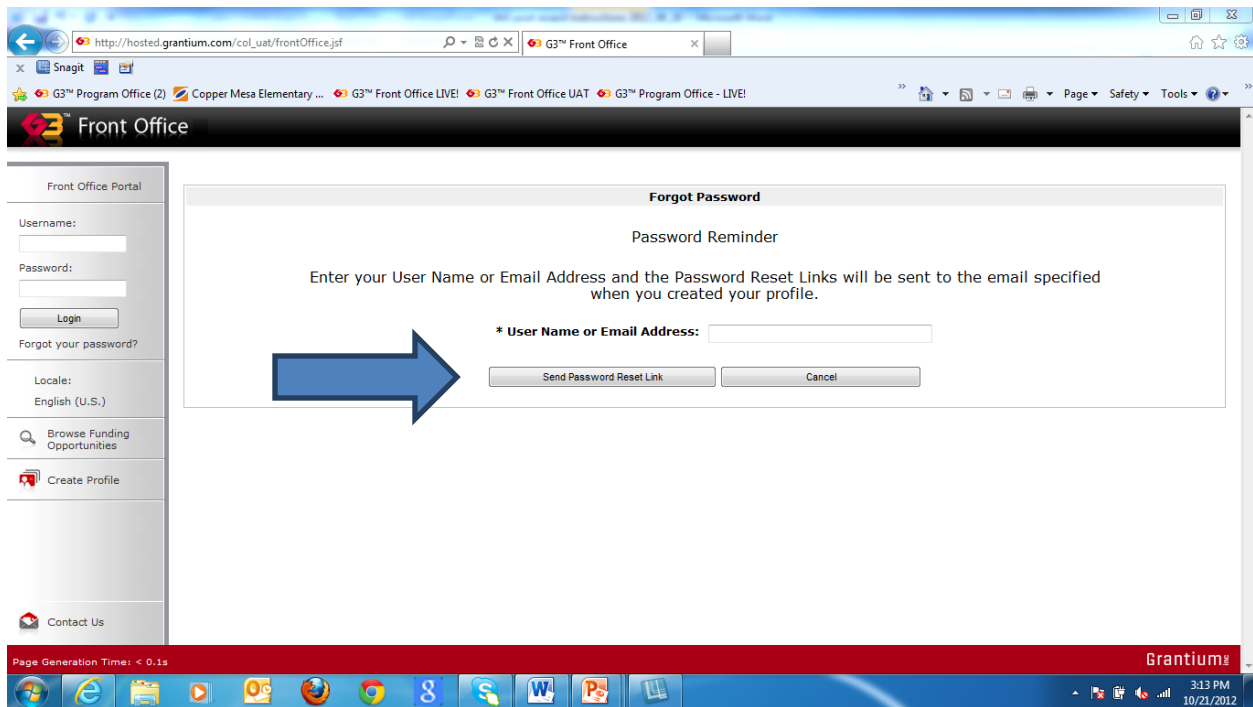 http://hosted.grantium.com/col_uat/frontOffice.jsf
G3™ Front Office
Snagit
G3™ Program Office (2)
Copper Mesa Elementary ...
G3™ Front Office LIVE!
G3™ Front Office UAT
G3™ Program Office - LIVE!
Page
Safety
Tools
G3™ Front Office
Front Office Portal
Username:
Password:
Login
Forgot your password?
Locale:
English (U.S.)
Browse Funding
Opportunities
Create Profile
Contact Us
Forgot Password
Password Reminder
Enter your User Name or Email Address and the Password Reset Links will be sent to the email specified
when you created your profile.
* User Name or Email Address:
Send Password Reset Link
Cancel
Page Generation Time: < 0.1s
Grantium
3:13 PM
10/21/2012